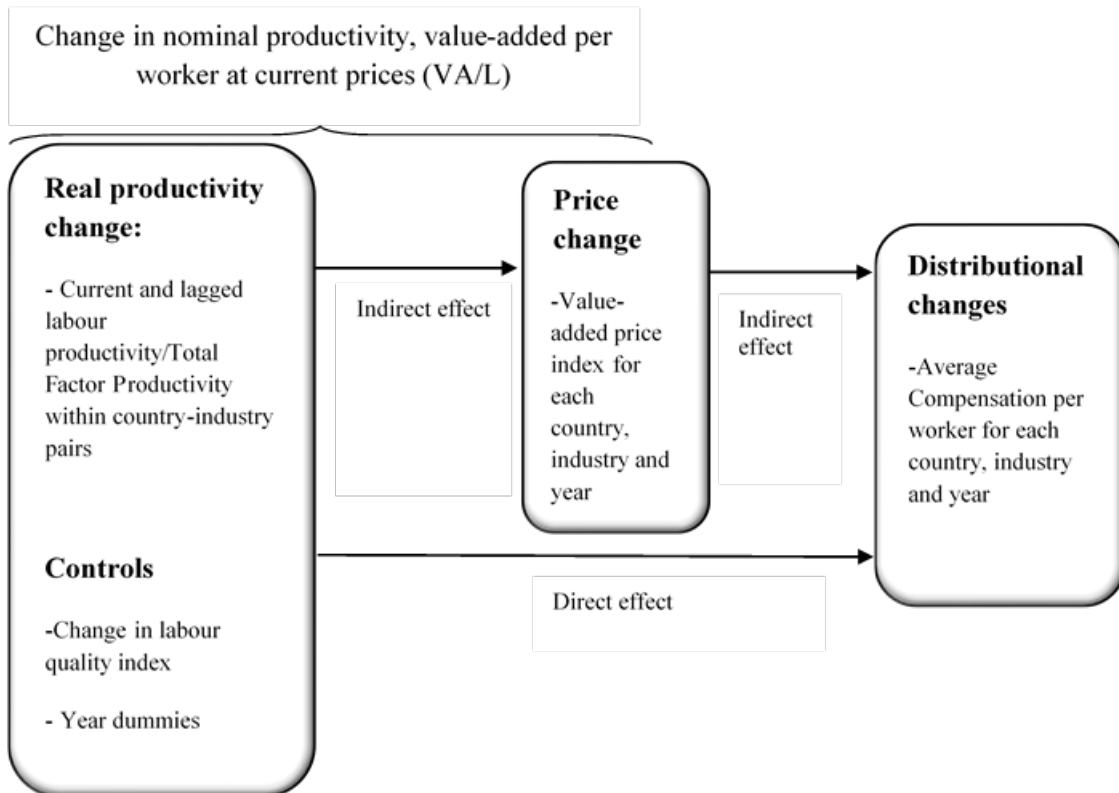 Change in nominal productivity, value-added per
worker at current prices (VA/L)
Real productivity
change:
- Current and lagged
labour
productivity/Total
Factor Productivity
within country-industry
pairs
Controls
-Change in labour
quality index
- Year dummies
Indirect effect
Price
change
-Value-
added price
index for
each
country,
industry and
year
Indirect
effect
Direct effect
Distributional
changes
-Average
Compensation per
worker for each
country, industry
and year